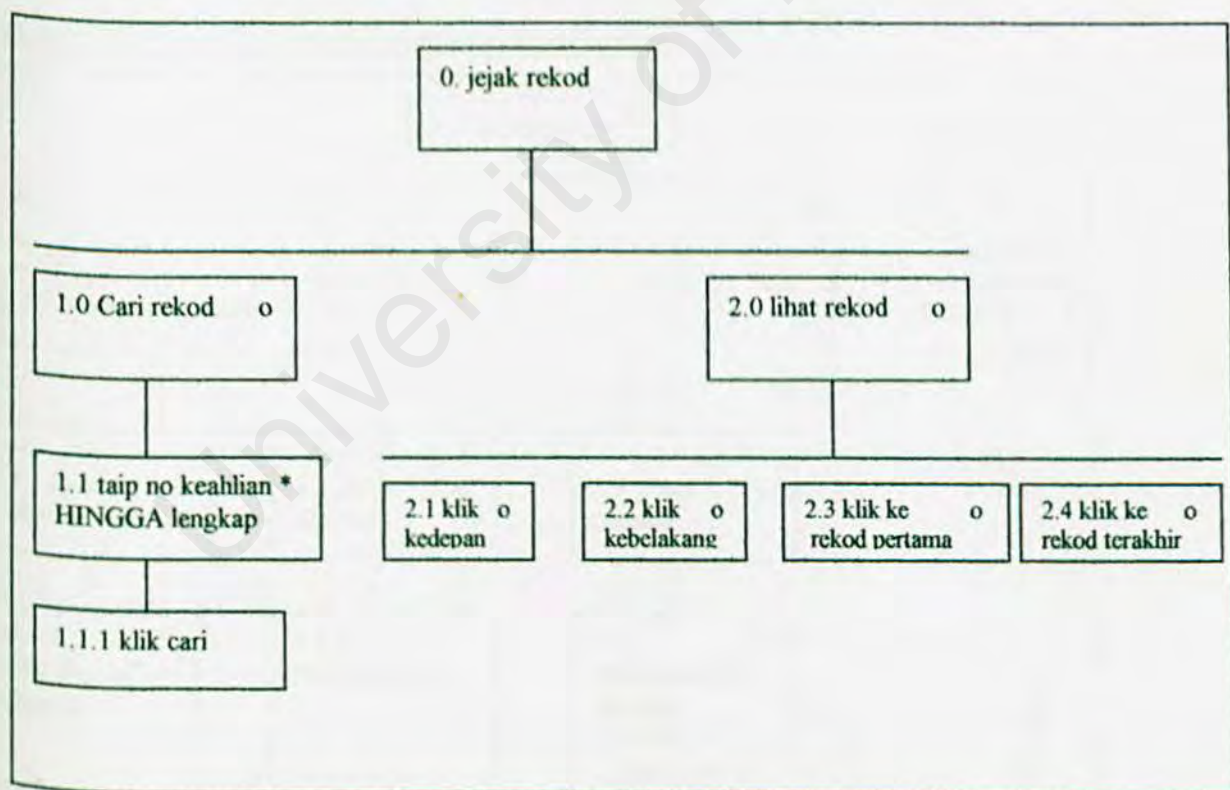 0. jejak rekod
1.0 Cari rekod o
2.0 lihat rekod o
1.1 taip no keahlian *
HINGGA lengkap
2.1 klik o
kedepan
2.2 klik o
kebelakang
2.3 klik ke o
rekod pertama
2.4 klik ke o
rekod terakhir
1.1.1 klik cari
University of